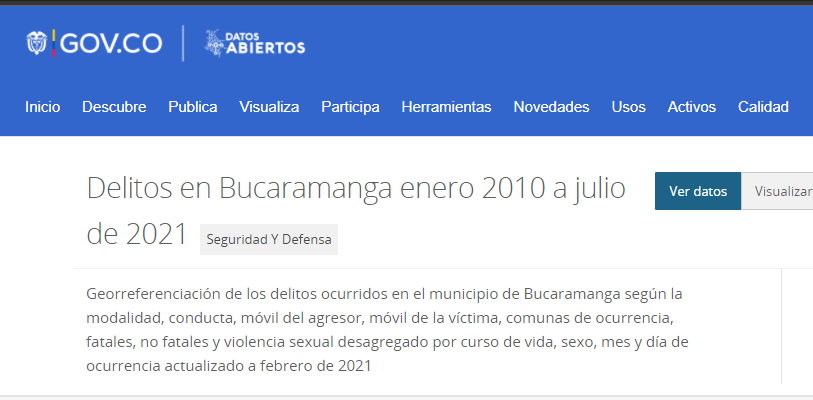 GOV.CO
DATOS
ABIERTOS
Inicio Descubre Publica Visualiza Participa Herramientas Novedades Usos Activos Calidad
Delitos en Bucaramanga enero 2010 a julio
de 2021 Seguridad Y Defensa
Ver datos Visualizar
Georreferenciación de los delitos ocurridos en el municipio de Bucaramanga según la
modalidad, conducta, móvil del agresor, móvil de la víctima, comunas de ocurrencia,
fatales, no fatales y violencia sexual desagregado por curso de vida, sexo, mes y día de
ocurrencia actualizado a febrero de 2021